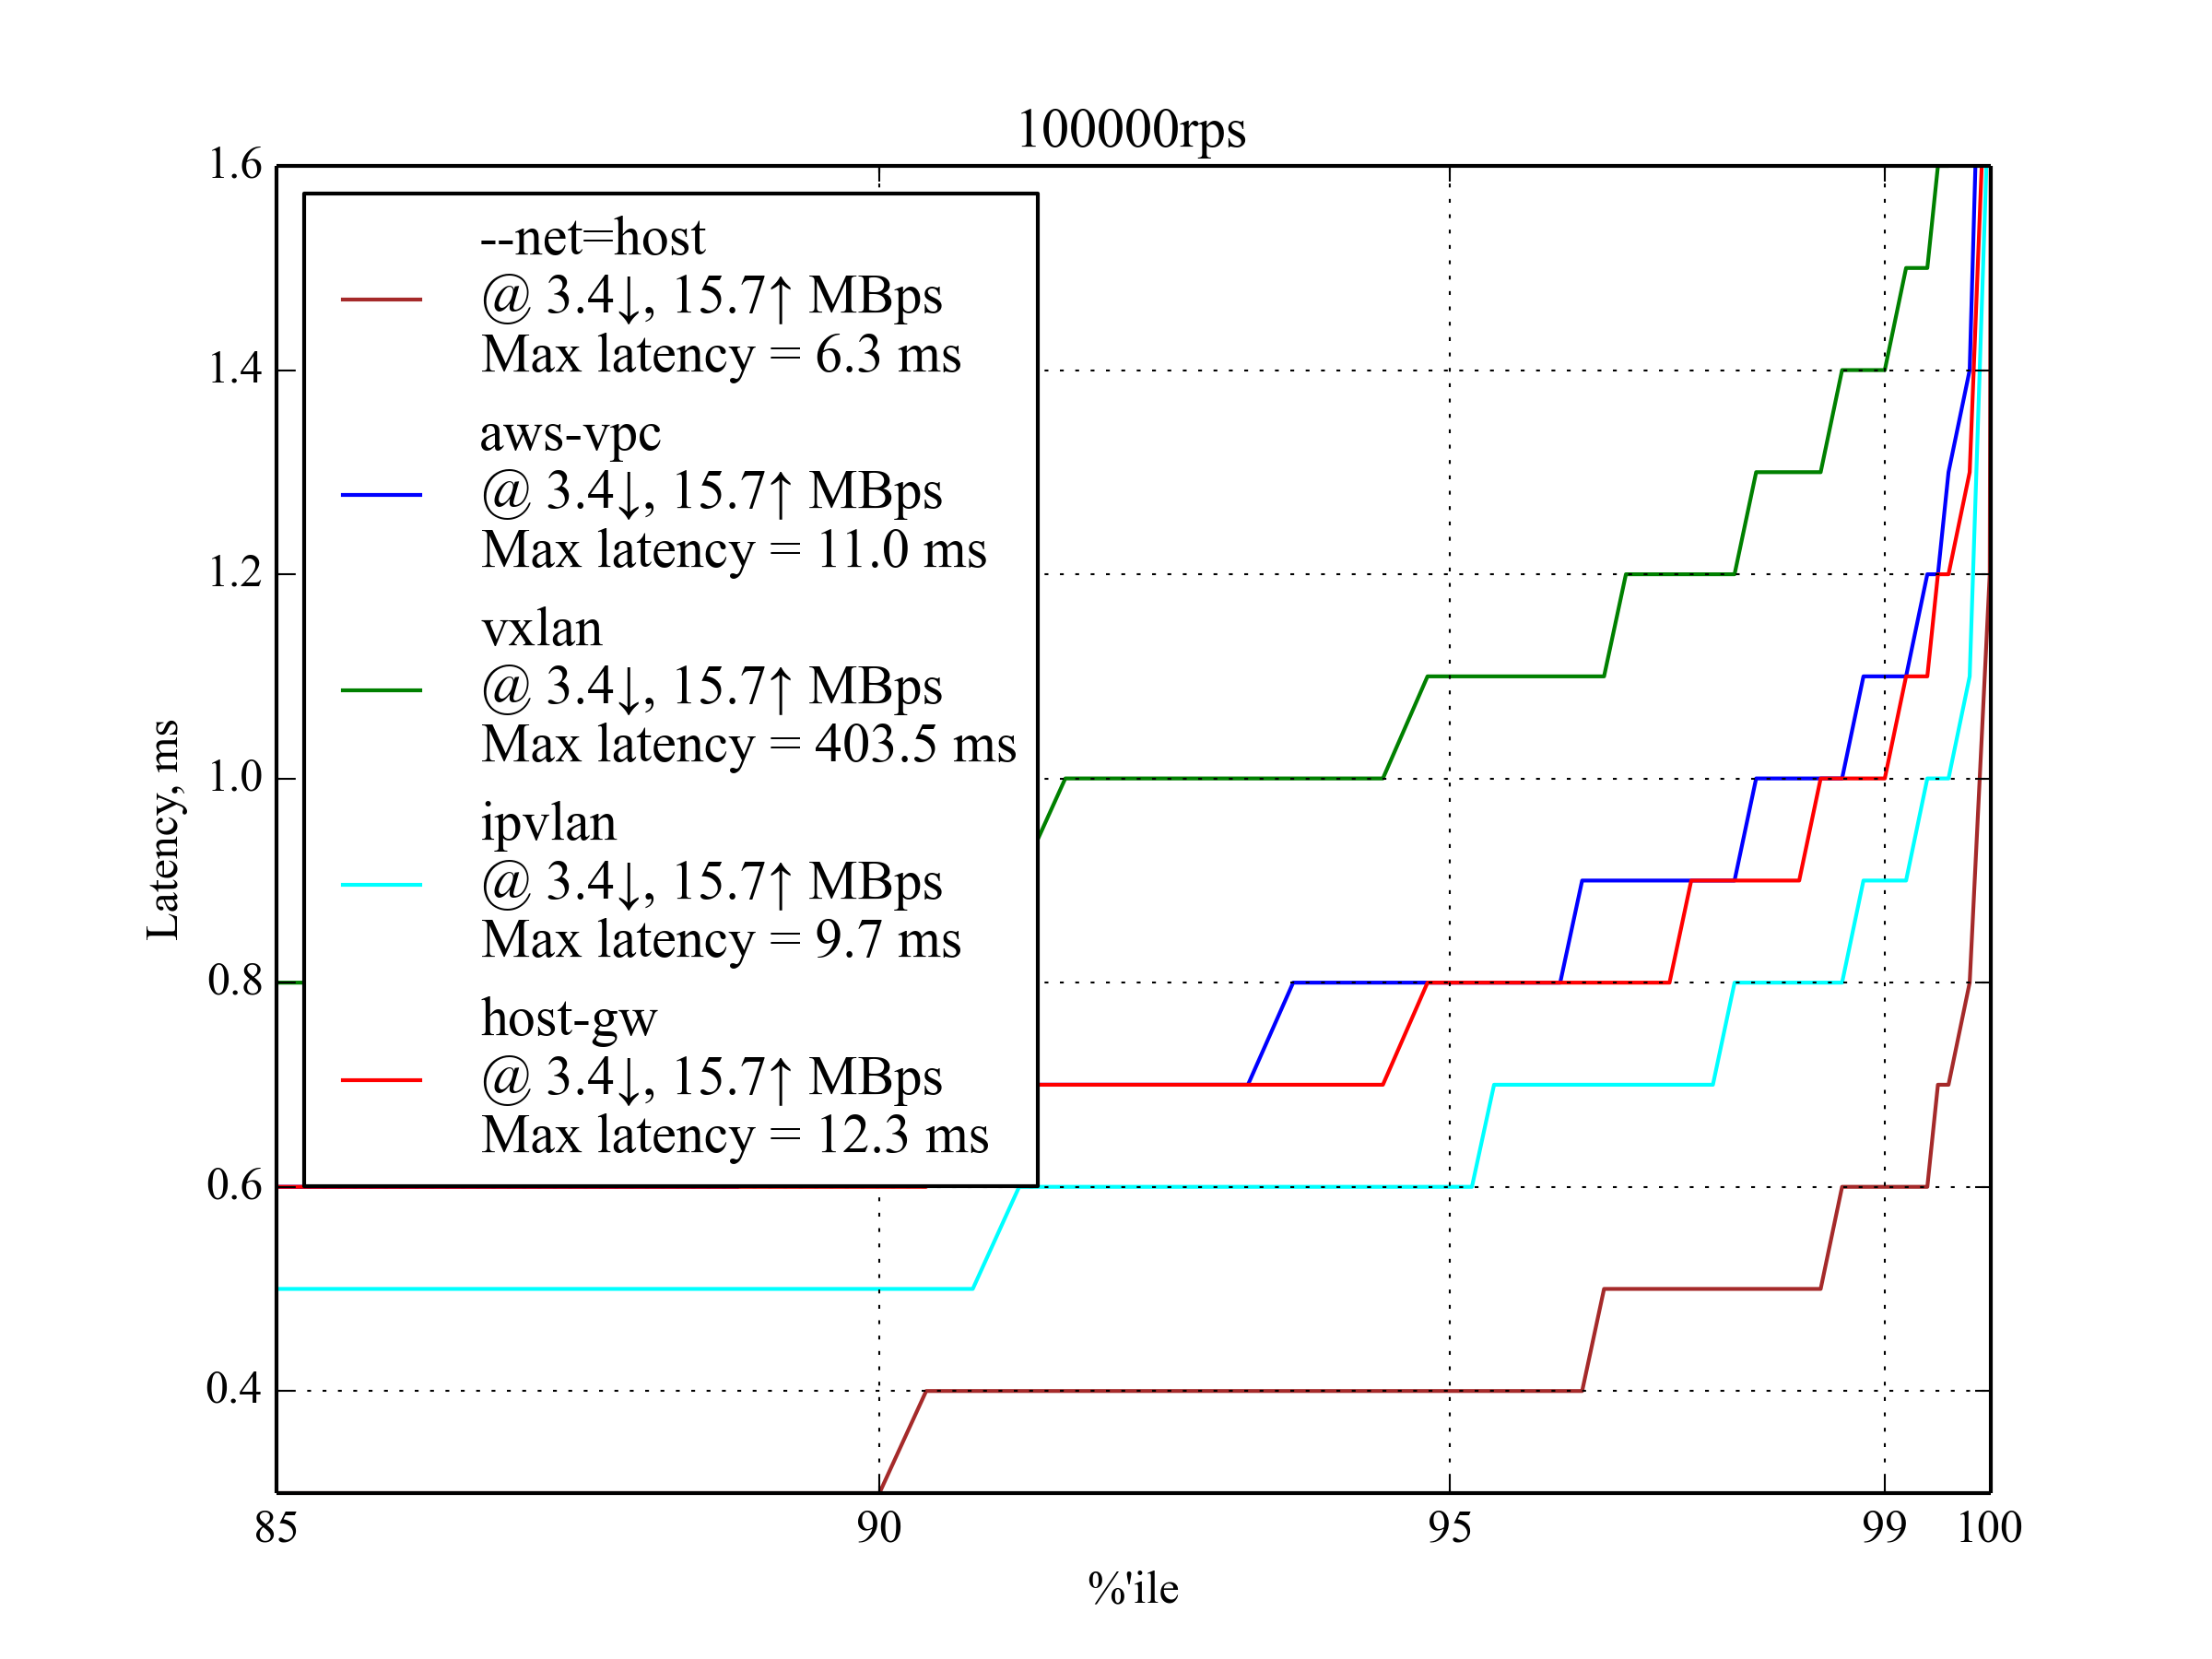 100000rps
1.6
1.4
1.2
1.0
0.8
0.6
0.4
Latency, ms
--net=host
@ 3.4↓, 15.7↑ MBps
Max latency = 6.3 ms
aws-vpc
@ 3.4↓, 15.7↑ MBps
Max latency = 11.0 ms
vxlan
@ 3.4↓, 15.7↑ MBps
Max latency = 403.5 ms
ipvlan
@ 3.4↓, 15.7↑ MBps
Max latency = 9.7 ms
host-gw
@ 3.4↓, 15.7↑ MBps
Max latency = 12.3 ms
85 90 95 99 100
%'ile